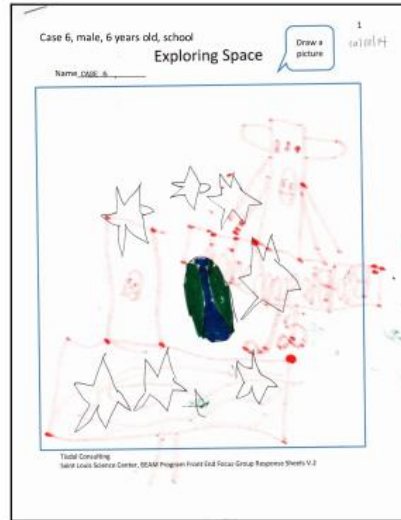 1
Case 6, male, 6 years old, school
Draw a
picture
Exploring Space
Name CASE 6
Tisdal Consulting
Saint Louis Science Center, BEAM Program Front End Focus Group Response Sheets V.2